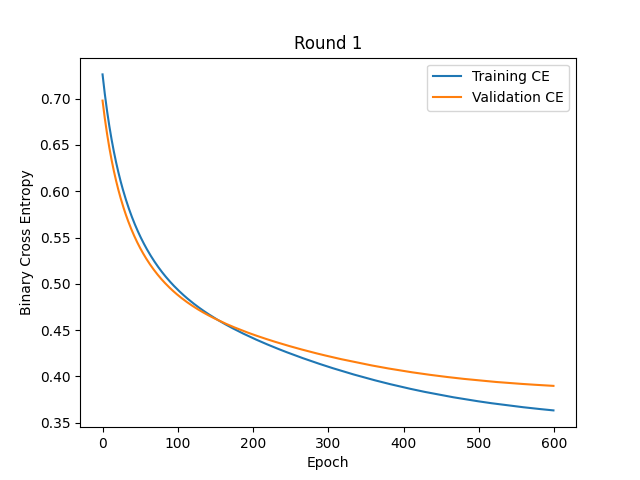 Round 1
Training CE
Validation CE
0.70
0.65
0.60
0.55
0.50
0.45
0.40
0.35
Binary Cross Entropy
0 100 200 300 400 500 600
Epoch